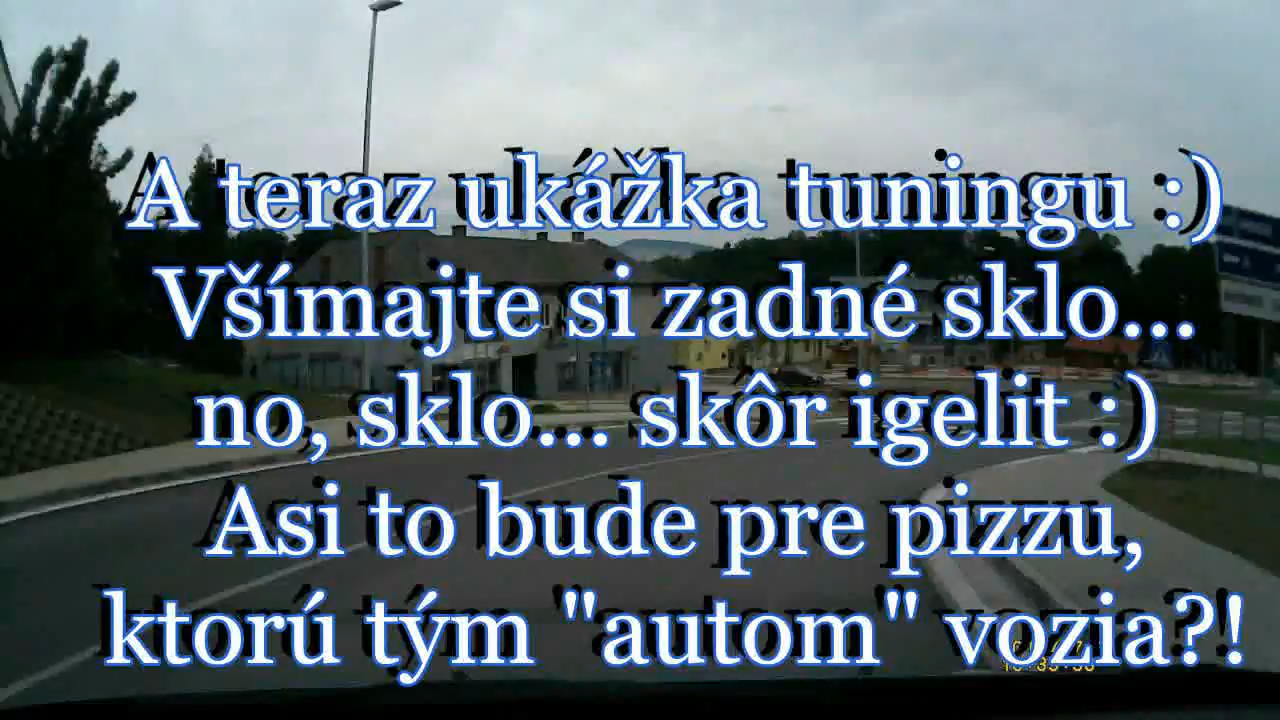 A teraz ukážka tuningu :)
Všímajte si zadné sklo...
no, sklo... skôr igelit :)
Asi to bude pre pizzu,
ktorú tým "autom" vozia?!